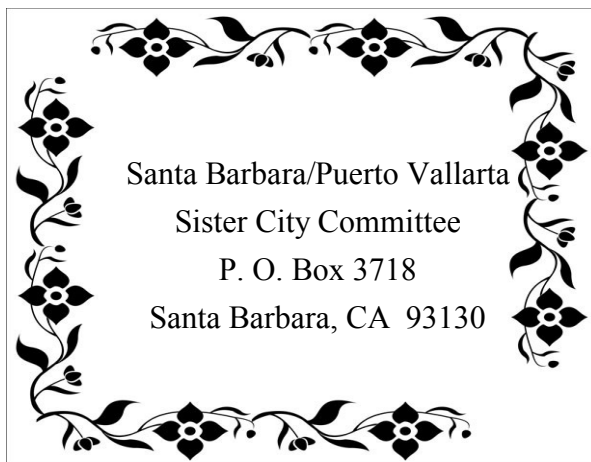 Santa Barbara/Puerto Vallarta
Sister City Committee
P. O. Box 3718
Santa Barbara, CA  93130